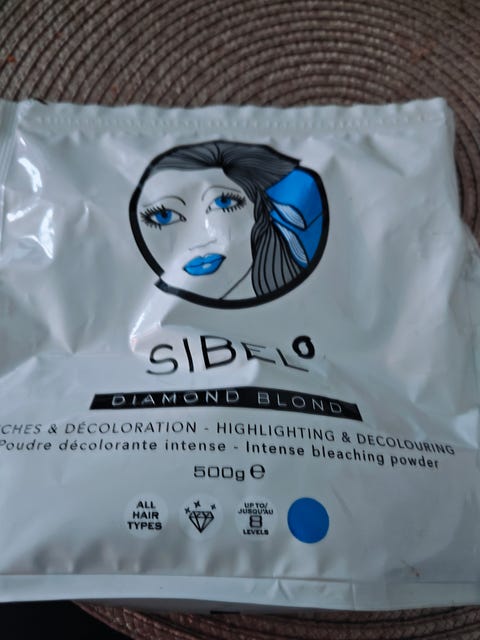 SIBEL
DIAMOND BLOND
CHES & DÉCOLORATION - HIGHLIGHTING & DECOLOURING
Poudre décolorante intense - Intense bleaching powder
500g ℮
ALL
HAIR
TYPES
UP TO/
JUSQU'AU
8
LEVELS